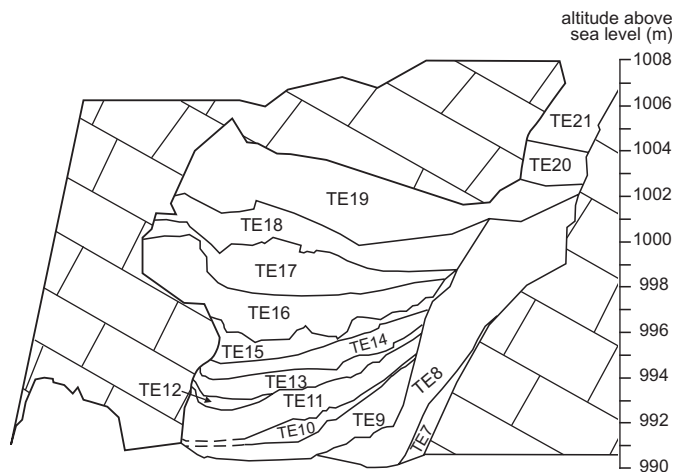 altitude above
sea level (m)
1008
1006
TE21
1004
TE20
TE19
1002
TE18
1000
TE17
998
TE16
996
TE14
TE15
TE13
994
TE12
TE8
TE11
TE9
992
TE10
TE7
990